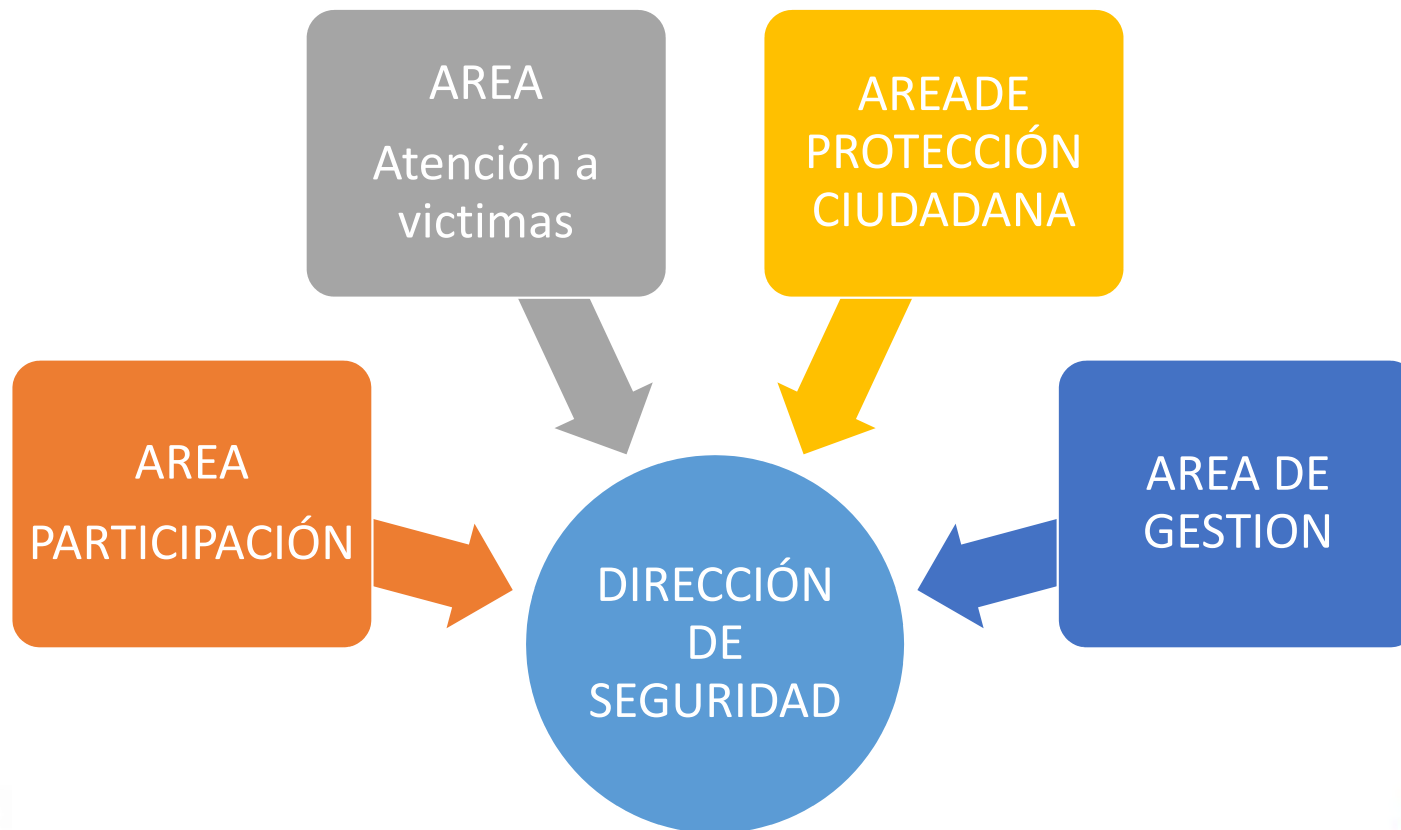 AREA
Atención a
victimas
AREADE
PROTECCIÓN
CIUDADANA
AREA
PARTICIPACIÓN
AREA DE
GESTION
DIRECCIÓN
DE
SEGURIDAD